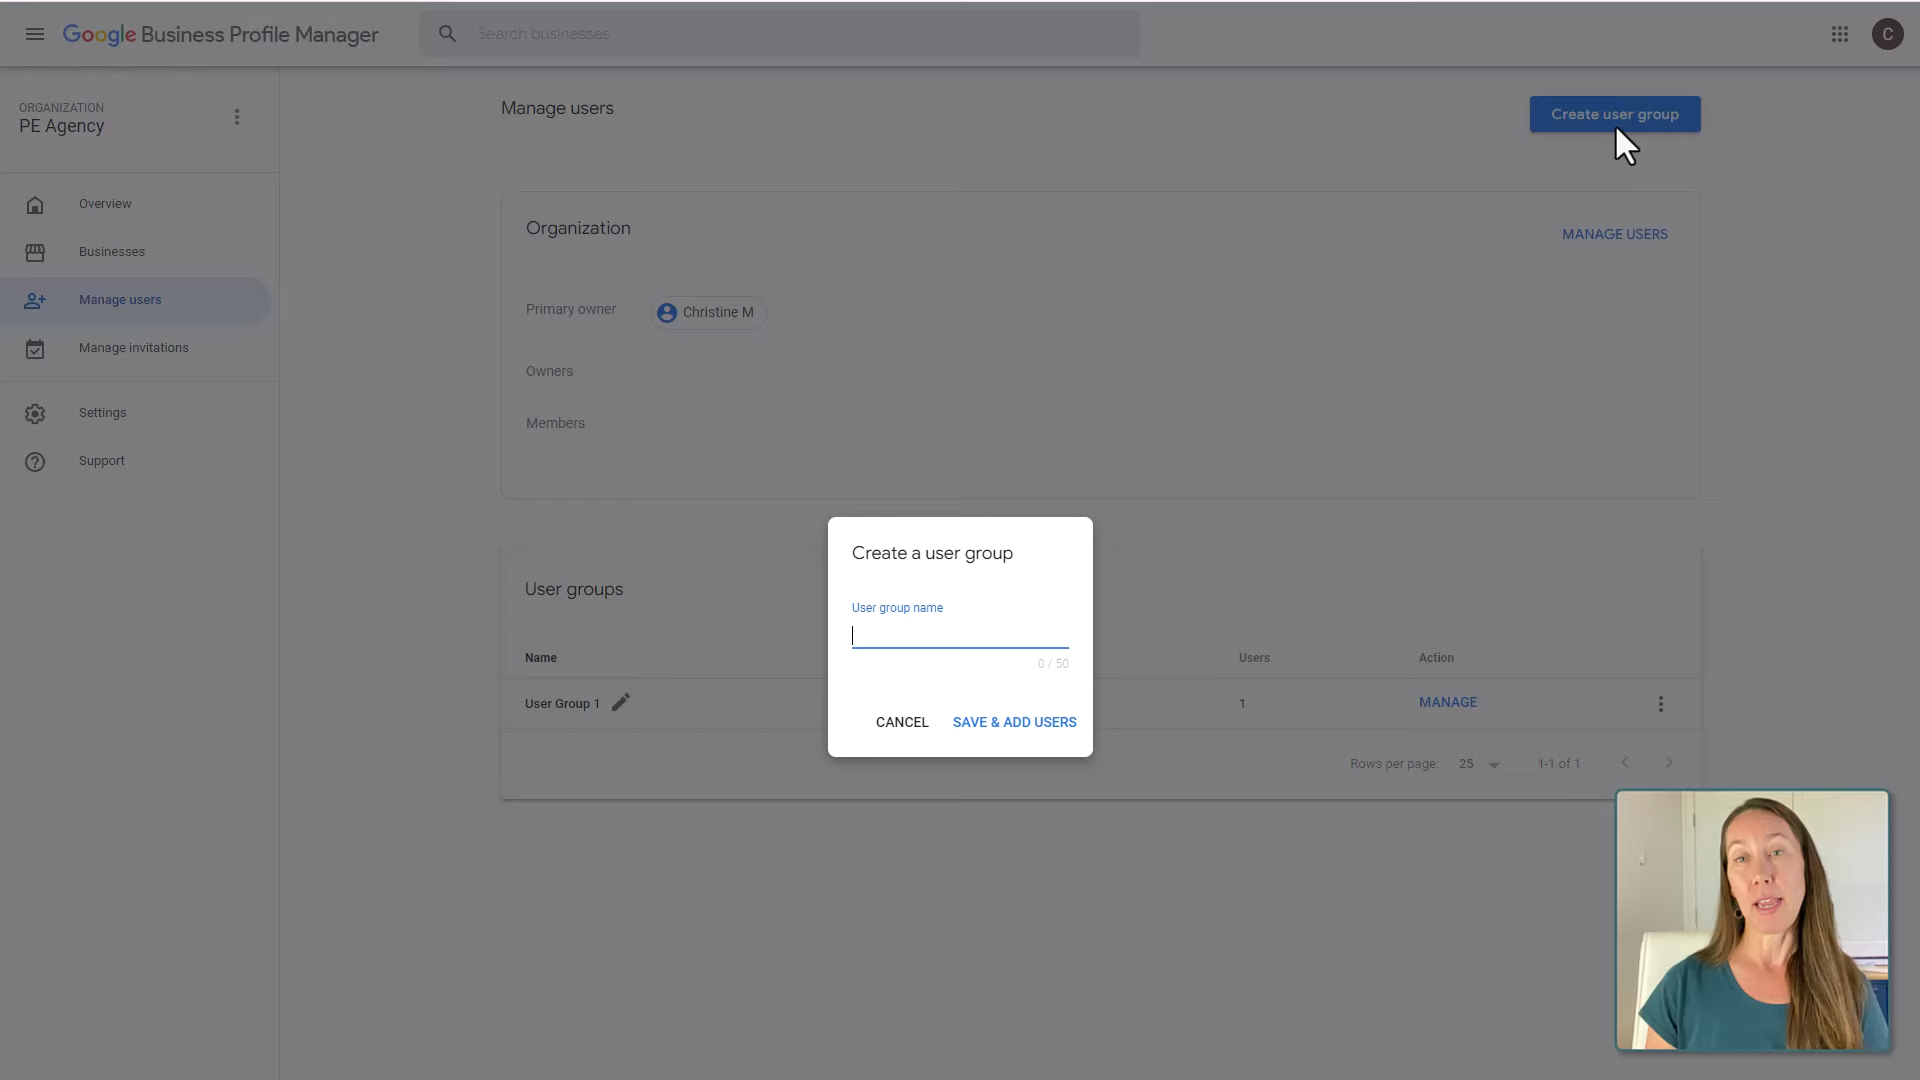 Google Business Profile Manager
Search businesses
C
ORGANIZATION
PE Agency
Overview
Businesses
Manage users
Manage invitations
Settings
Support
Manage users
Create user group
Organization
MANAGE USERS
Primary owner
Christine M
Owners
Members
User groups
Name
Users
Action
User Group 1
1
MANAGE
Rows per page:
25
1-1 of 1
Create a user group
User group name
0 / 50
CANCEL
SAVE & ADD USERS